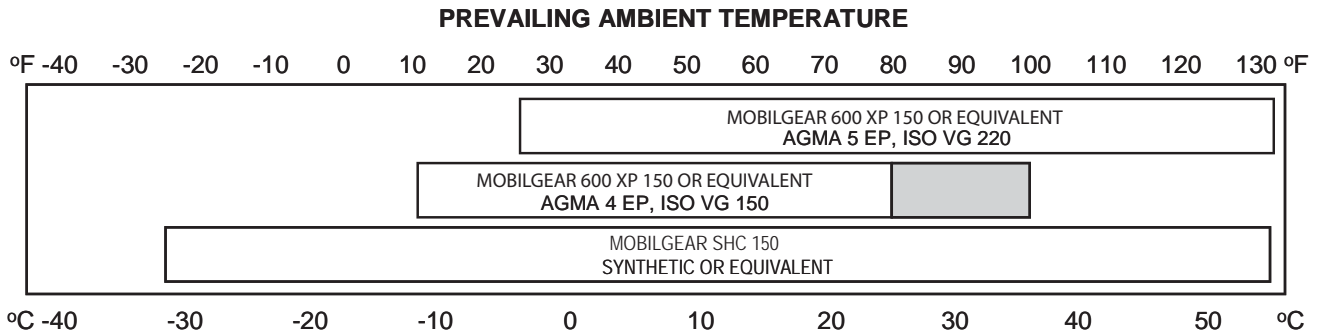 PREVAILING AMBIENT TEMPERATURE
ºF -40 -30 -20 -10 0 10 20 30 40 50 60 70 80 90 100 110 120 130 ºF
MOBILGEAR 600 XP 150 OR EQUIVALENT
AGMA 5 EP, ISO VG 220
MOBILGEAR 600 XP 150 OR EQUIVALENT
AGMA 4 EP, ISO VG 150
MOBILGEAR SHC 150
SYNTHETIC OR EQUIVALENT
ºC -40 -30 -20 -10 0 10 20 30 40 50 ºC